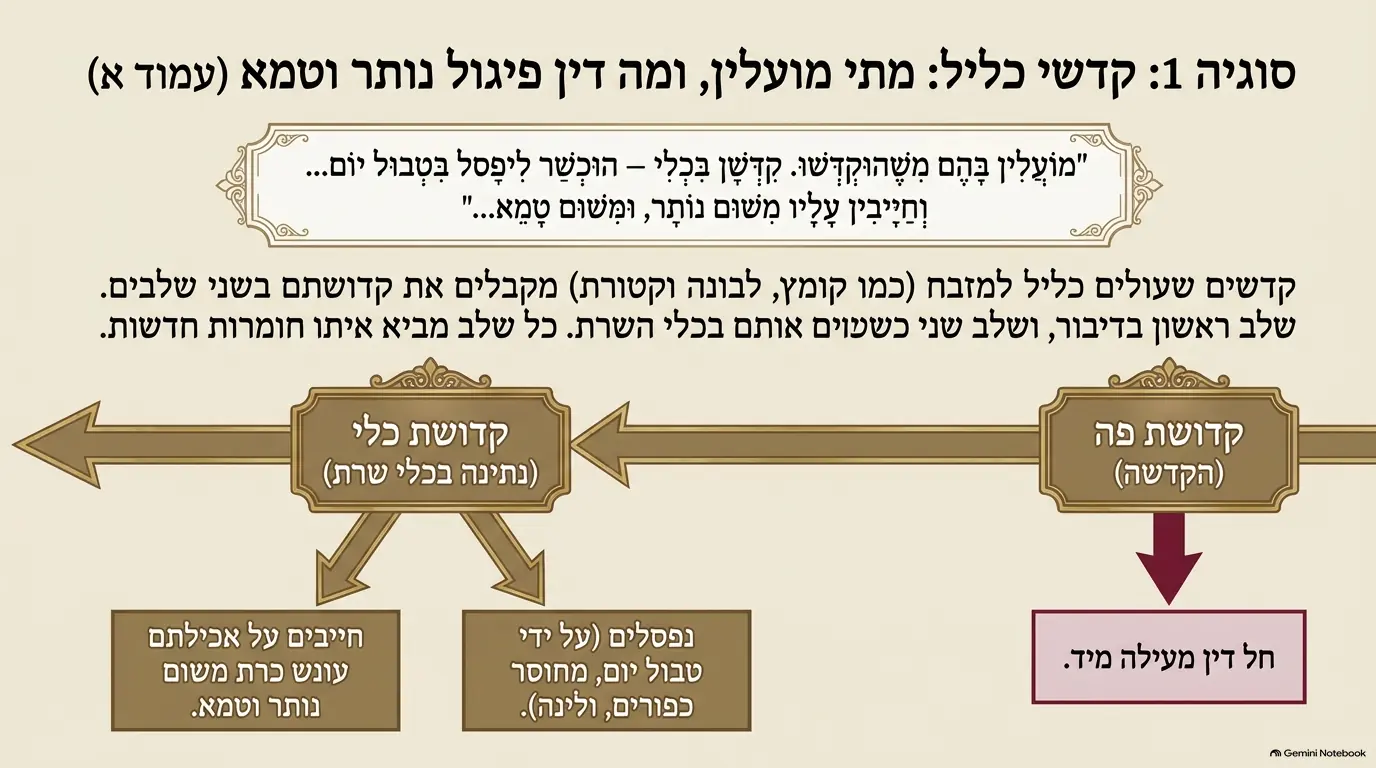 סוגיה 1: קדשי כליל: מתי מועלין, ומה דין פיגול נותר וטמא (עמוד א)
"מוֹעֲלִין בָּהֶם מִשֶּׁהוּקְדְּשׁוּ. קִדְּשָׁן בִּכְלִי – הוּכְשַׁר לִיפָּסֵל בִּטְבוּל יוֹם...
וְחַיָּיבִין עָלָיו מִשּׁוּם נוֹתָר, וּמִשּׁוּם טָמֵא..."
קדשים שעולים כליל למזבח (כמו קומץ, לבונה וקטורת) מקבלים את קדושתם בשני שלבים.
שלב ראשון בדיבור, ושלב שני כששׂמים אותם בכלי השרת. כל שלב מביא איתו חומרות חדשות.
קדושת פה
(הקדשה)
חל דין מעילה מיד.
קדושת כלי
(נתינה בכלי שרת)
נפסלים (על ידי
טבול יום, מחוסר
כפורים, ולינה).
חייבים על אכילתם
עונש כרת משום
נותר וטמא.
Gemini Notebook